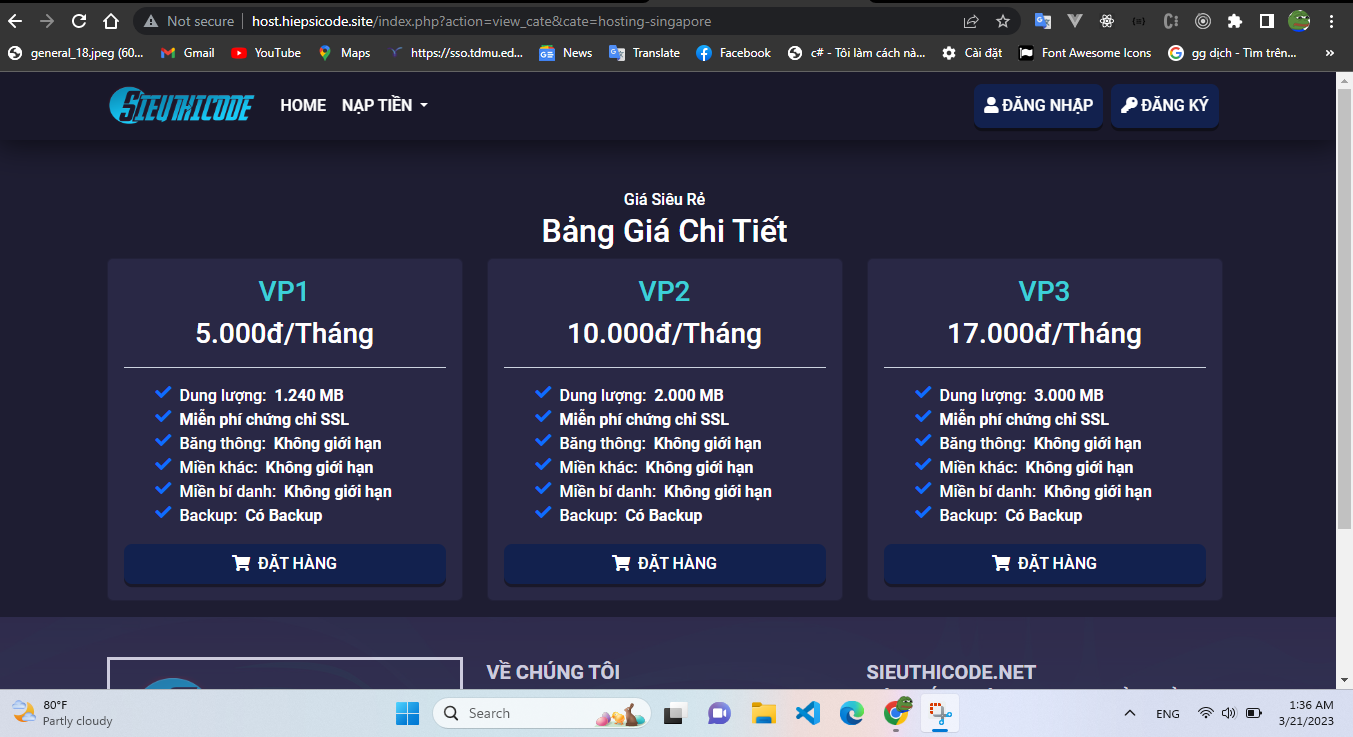 Not secure host.hiepsicode.site/index.php?action=view_cate&cate=hosting-singapore
general_18.jpeg (60... Gmail YouTube Maps https://sso.tdmu.ed... News Translate Facebook c# - Tôi làm cách nà... Cài đặt Font Awesome Icons gg dịch - Tìm trên... »
SIEUTHICODE HOME NẠP TIỀN ĐĂNG NHẬP ĐĂNG KÝ
Giá Siêu Rẻ
Bảng Giá Chi Tiết
VP1
5.000đ/Tháng
Dung lượng: 1.240 MB
Miễn phí chứng chỉ SSL
Băng thông: Không giới hạn
Miền khác: Không giới hạn
Miền bí danh: Không giới hạn
Backup: Có Backup
ĐẶT HÀNG
VP2
10.000đ/Tháng
Dung lượng: 2.000 MB
Miễn phí chứng chỉ SSL
Băng thông: Không giới hạn
Miền khác: Không giới hạn
Miền bí danh: Không giới hạn
Backup: Có Backup
ĐẶT HÀNG
VP3
17.000đ/Tháng
Dung lượng: 3.000 MB
Miễn phí chứng chỉ SSL
Băng thông: Không giới hạn
Miền khác: Không giới hạn
Miền bí danh: Không giới hạn
Backup: Có Backup
ĐẶT HÀNG
VỀ CHÚNG TÔI
SIEUTHICODE.NET
80°F
Partly cloudy
Search
ENG
1:36 AM
3/21/2023